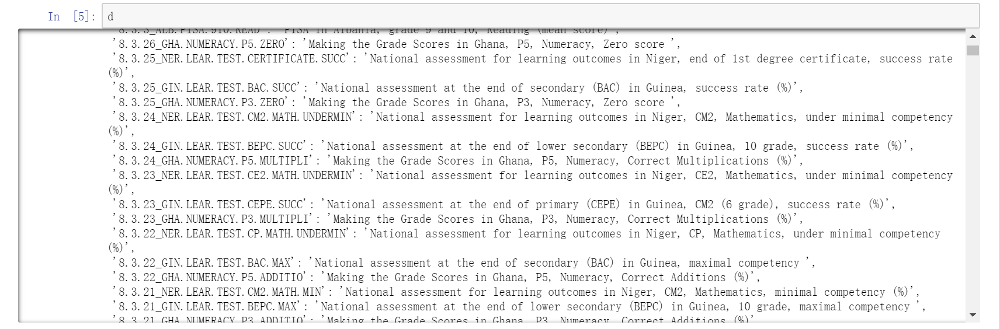 In [5]: d
'8.3.3_ALB.PISA.910.READ': 'PISA in Albania, grade 9 and 10, Reading (mean score)',
'8.3.26_GHA.NUMERACY.P5.ZERO': 'Making the Grade Scores in Ghana, P5, Numeracy, Zero score ',
'8.3.25_NER.LEAR.TEST.CERTIFICATE.SUCC': 'National assessment for learning outcomes in Niger, end of 1st degree certificate, success rate
(%)',
'8.3.25_GIN.LEAR.TEST.BAC.SUCC': 'National assessment at the end of secondary (BAC) in Guinea, success rate (%)',
'8.3.25_GHA.NUMERACY.P3.ZERO': 'Making the Grade Scores in Ghana, P3, Numeracy, Zero score ',
'8.3.24_NER.LEAR.TEST.CM2.MATH.UNDERMIN': 'National assessment for learning outcomes in Niger, CM2, Mathematics, under minimal competency
(%)',
'8.3.24_GIN.LEAR.TEST.BEPC.SUCC': 'National assessment at the end of lower secondary (BEPC) in Guinea, 10 grade, success rate (%)',
'8.3.24_GHA.NUMERACY.P5.MULTIPLI': 'Making the Grade Scores in Ghana, P5, Numeracy, Correct Multiplications (%)',
'8.3.23_NER.LEAR.TEST.CE2.MATH.UNDERMIN': 'National assessment for learning outcomes in Niger, CE2, Mathematics, under minimal competency
(%)',
'8.3.23_GIN.LEAR.TEST.CEPE.SUCC': 'National assessment at the end of primary (CEPE) in Guinea, CM2 (6 grade), success rate (%)',
'8.3.23_GHA.NUMERACY.P3.MULTIPLI': 'Making the Grade Scores in Ghana, P3, Numeracy, Correct Multiplications (%)',
'8.3.22_NER.LEAR.TEST.CP.MATH.UNDERMIN': 'National assessment for learning outcomes in Niger, CP, Mathematics, under minimal competency
(%)',
'8.3.22_GIN.LEAR.TEST.BAC.MAX': 'National assessment at the end of secondary (BAC) in Guinea, maximal competency ',
'8.3.22_GHA.NUMERACY.P5.ADDITIO': 'Making the Grade Scores in Ghana, P5, Numeracy, Correct Additions (%)',
'8.3.21_NER.LEAR.TEST.CM2.MATH.MIN': 'National assessment for learning outcomes in Niger, CM2, Mathematics, minimal competency (%)',
'8.3.21_GIN.LEAR.TEST.BEPC.MAX': 'National assessment at the end of lower secondary (BEPC) in Guinea, 10 grade, maximal competency ',
'8.3.21_GHA.NUMERACY.P3.ADDITIO': 'Making the Grade Scores in Ghana, P3, Numeracy, Correct Additions (%)'